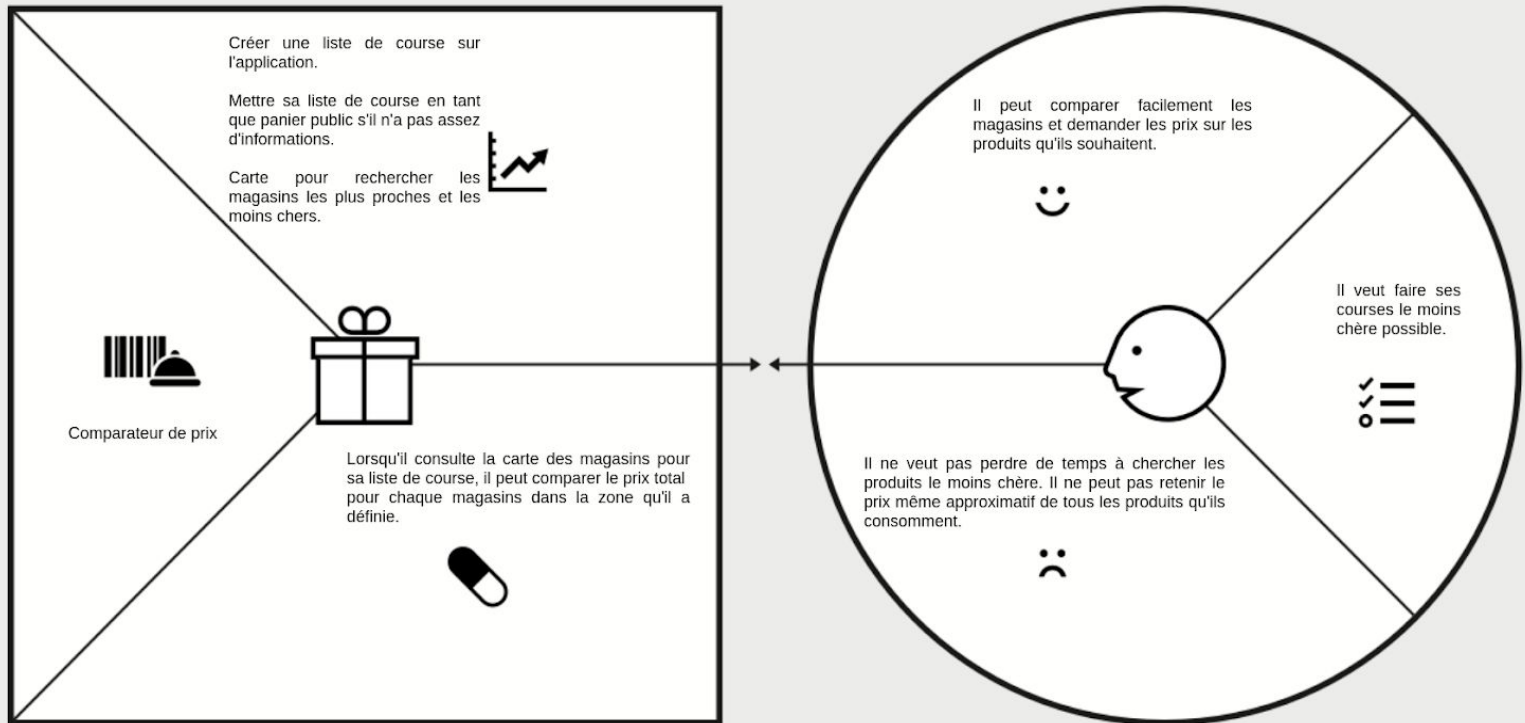 Créer une liste de course sur
l'application.
Mettre sa liste de course en tant
que panier public s'il n'a pas assez
d'informations.
Carte pour rechercher les
magasins les plus proches et les
moins chers.
Comparateur de prix
Lorsqu'il consulte la carte des magasins pour
sa liste de course, il peut comparer le prix total
pour chaque magasins dans la zone qu'il a
définie.
Il peut comparer facilement les
magasins et demander les prix sur les
produits qu'ils souhaitent.
Il veut faire ses
courses le moins
chère possible.
Il ne veut pas perdre de temps à chercher les
produits le moins chère. Il ne peut pas retenir le
prix même approximatif de tous les produits qu'ils
consomment.